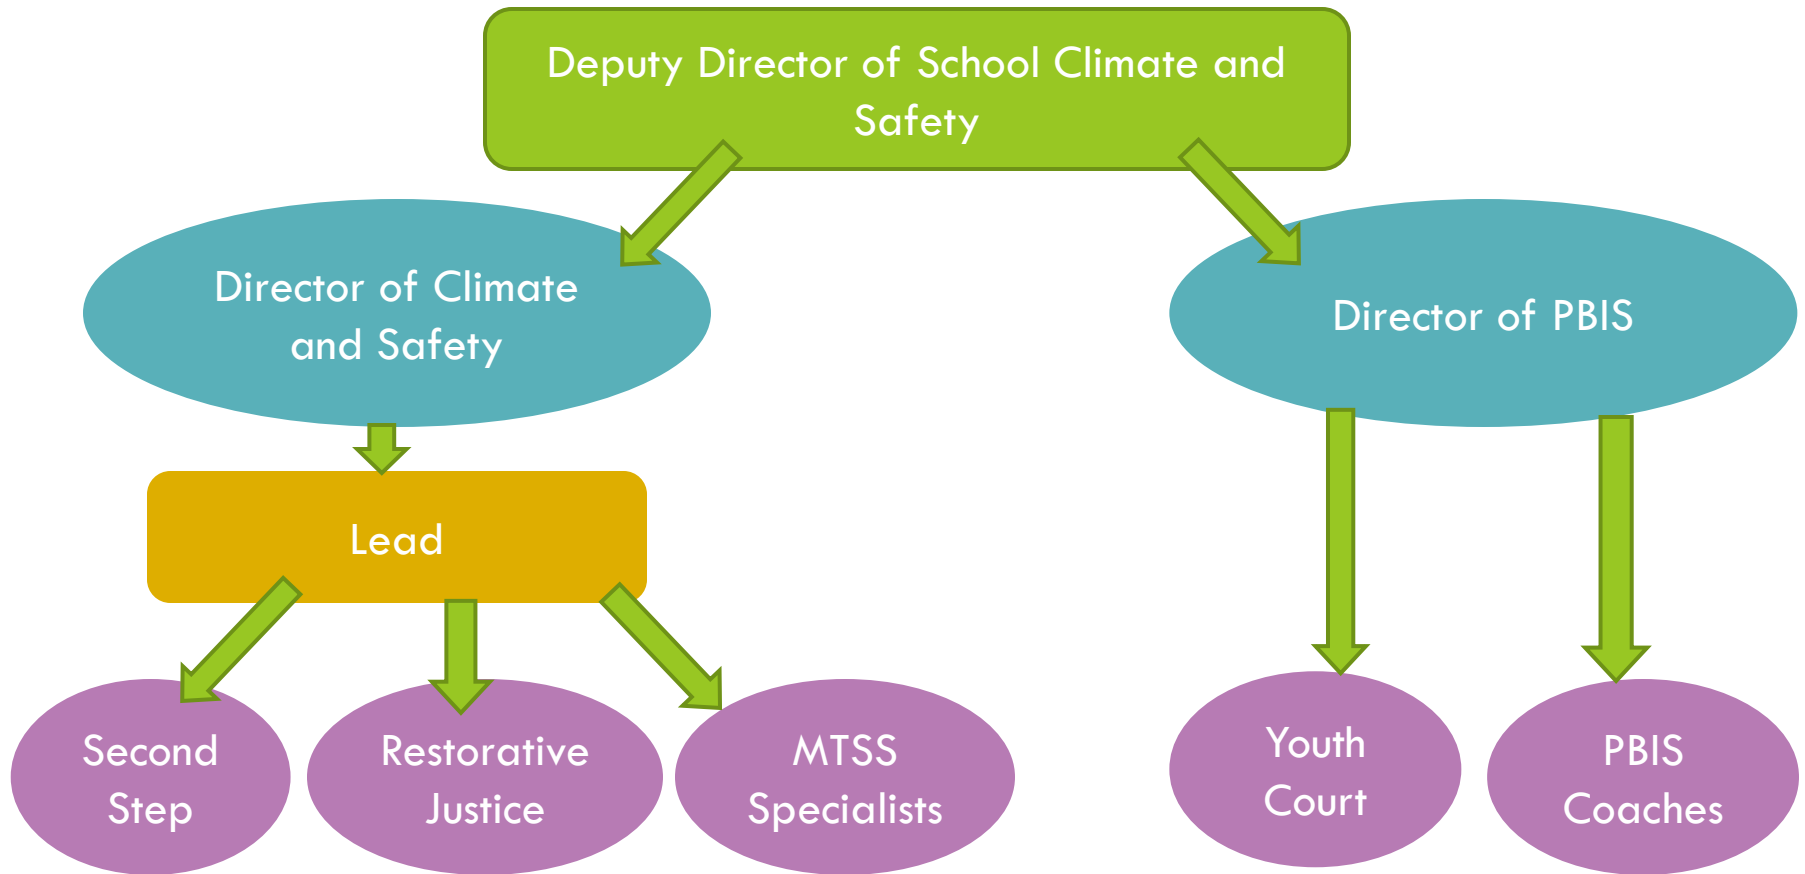 Deputy Director of School Climate and
Safety
Director of Climate
and Safety
Director of PBIS
Lead
Second
Step
Restorative
Justice
MTSS
Specialists
Youth
Court
PBIS
Coaches